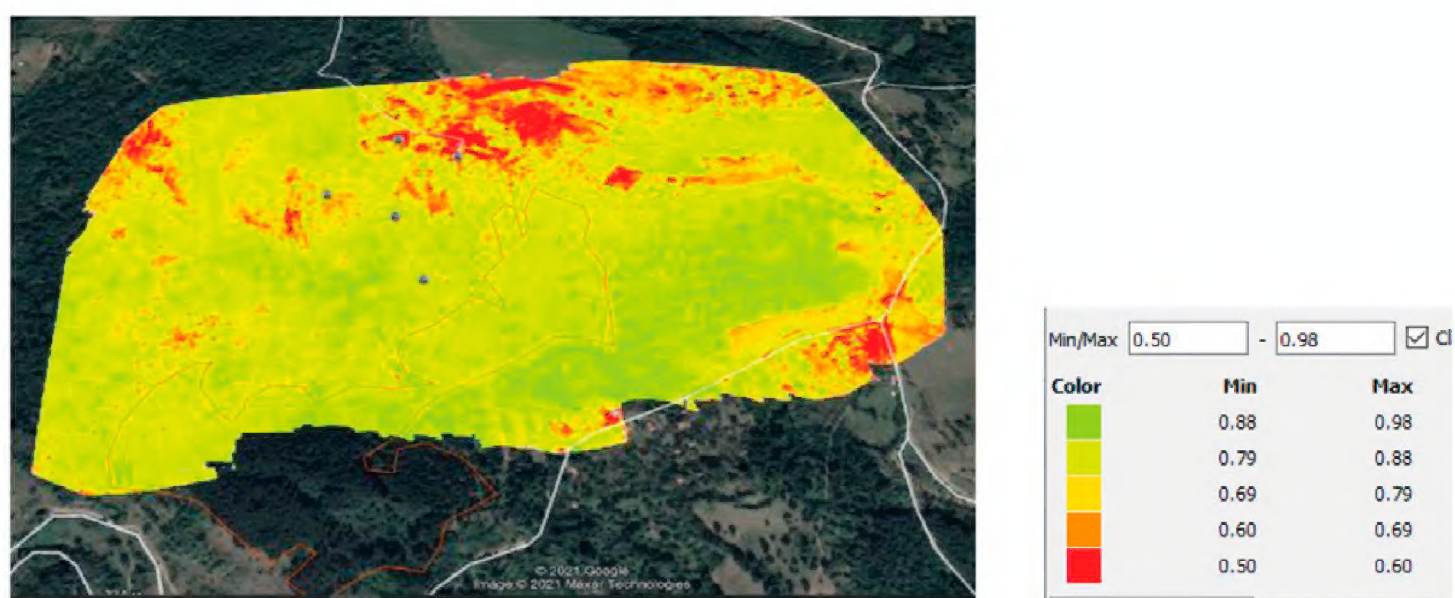 © 2021 Google
Image © 2021 Maxar Technologies
Min/Max 0.50 - 0.98 Cl
Color Min Max
0.88 0.98
0.79 0.88
0.69 0.79
0.60 0.69
0.50 0.60